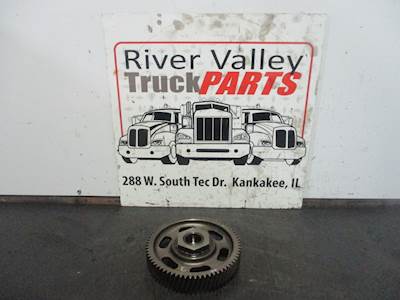 River Valley
TruckPARTS
288 W. South Tec Dr. Kankakee, IL